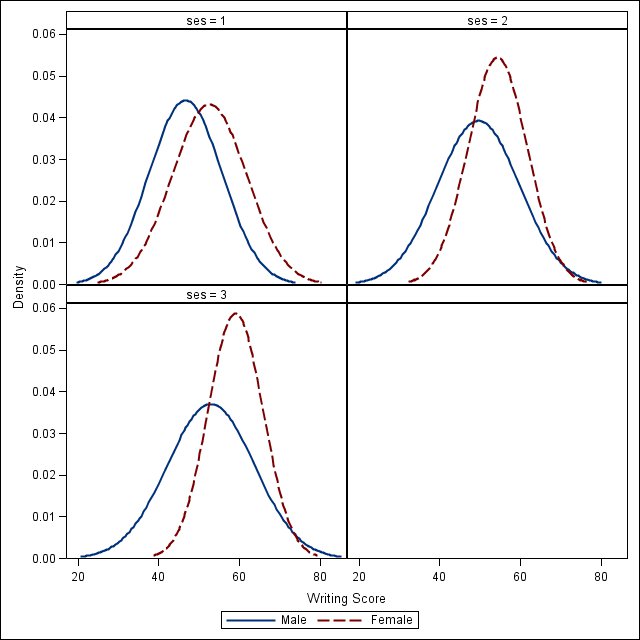 ses = 1
ses = 2
0.06
0.05
0.04
0.03
0.02
0.01
0.00
ses = 3
0.06
0.05
0.04
0.03
0.02
0.01
0.00
Density
20 40 60 80 20 40 60 80
Writing Score
Male Female